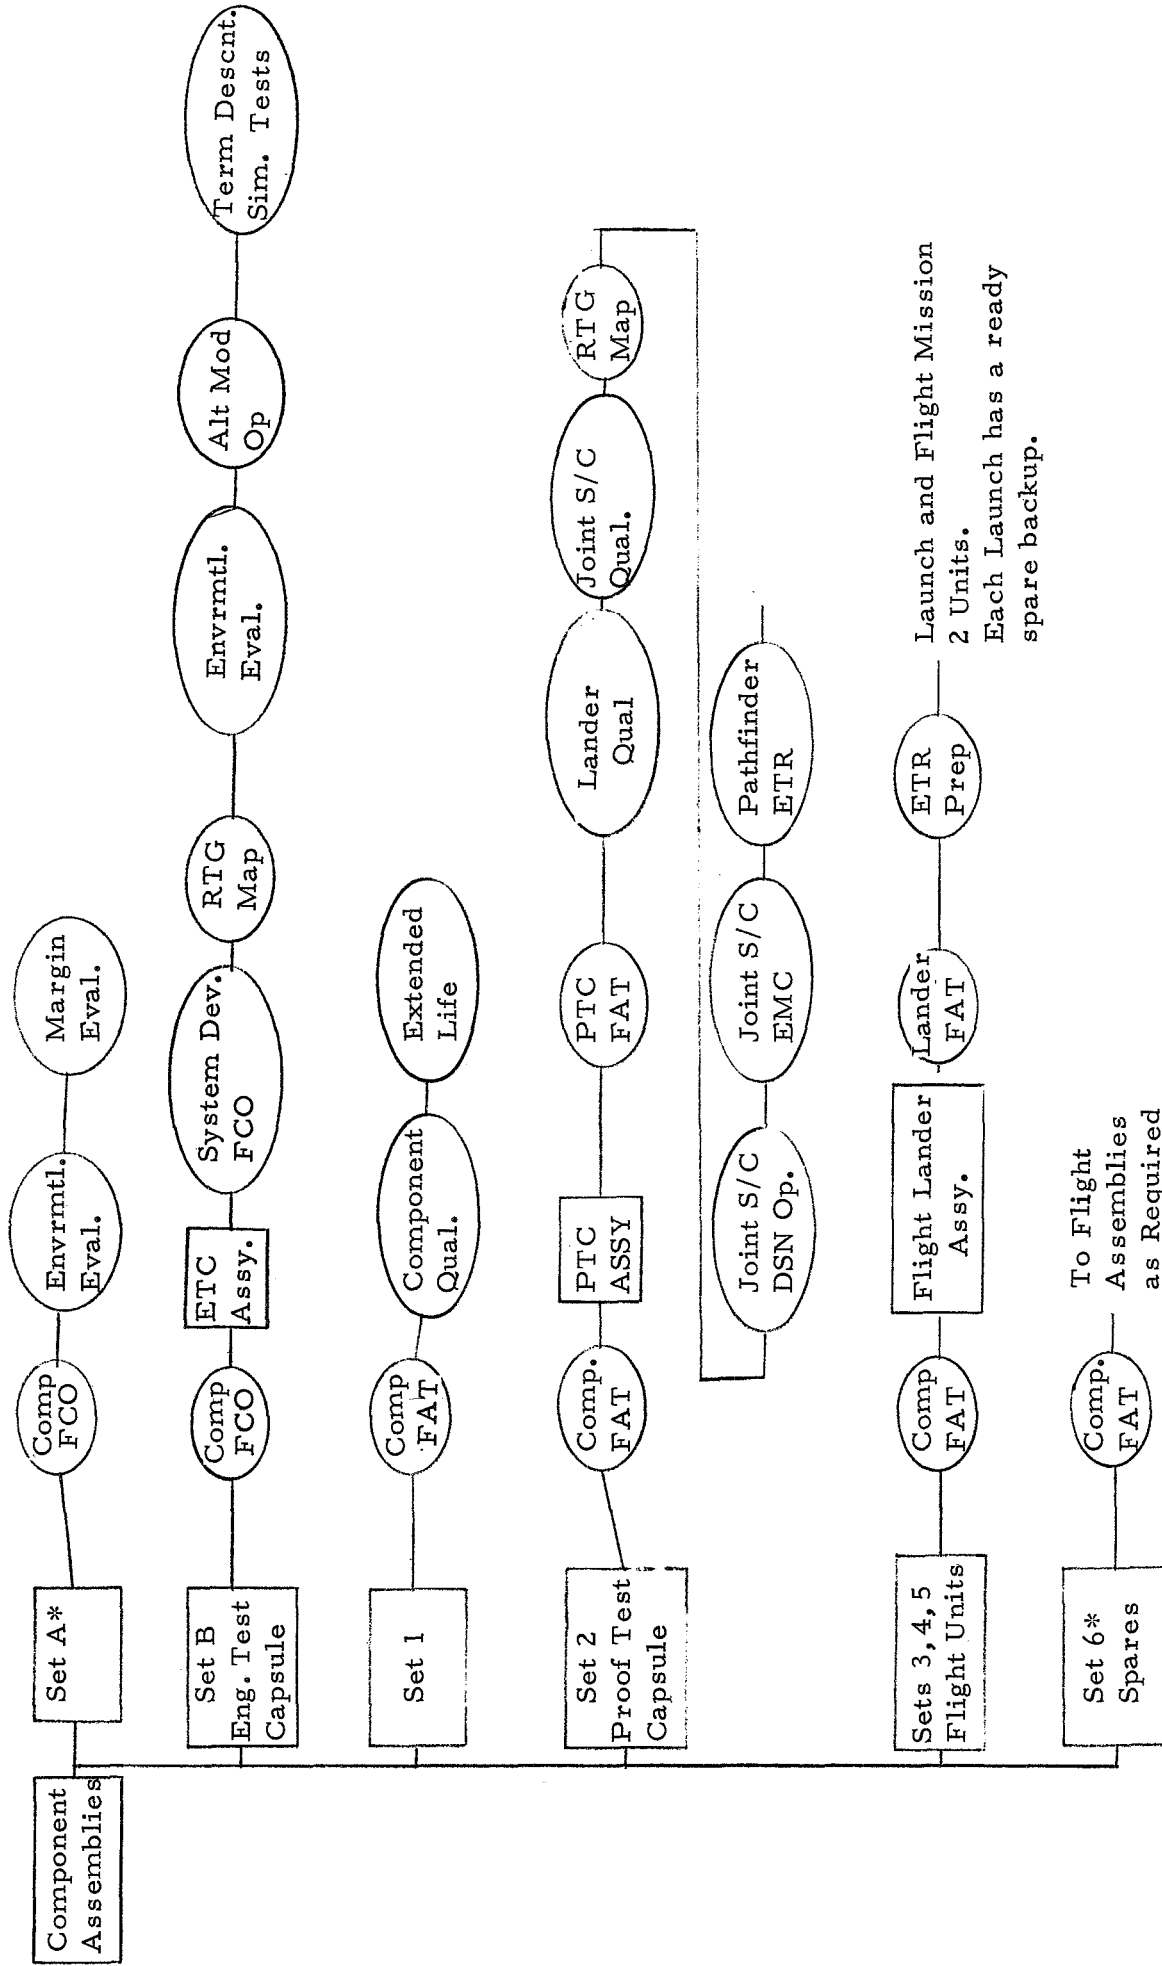 Component
Assemblies
Set A*
Comp
FCO
Envrmtl.
Eval.
Margin
Eval.
Set B
Eng. Test
Capsule
Comp
FCO
ETC
Assy.
System Dev.
FCO
RTG
Map
Envrmtl.
Eval.
Alt Mod
Op
Term Descnt.
Sim. Tests
Set 1
Comp
FAT
Component
Qual.
Extended
Life
Set 2
Proof Test
Capsule
Comp.
FAT
PTC
ASSY
PTC
FAT
Lander
Qual
Joint S/C
Qual.
RTG
Map
Joint S/C
DSN Op.
Joint S/C
EMC
Pathfinder
ETR
Sets 3,4,5
Flight Units
Comp
FAT
Flight Lander
Assy.
Lander
FAT
ETR
Prep
Launch and Flight Mission
2 Units.
Each Launch has a ready
spare backup.
Set 6*
Spares
Comp.
FAT
To Flight
Assemblies
as Required